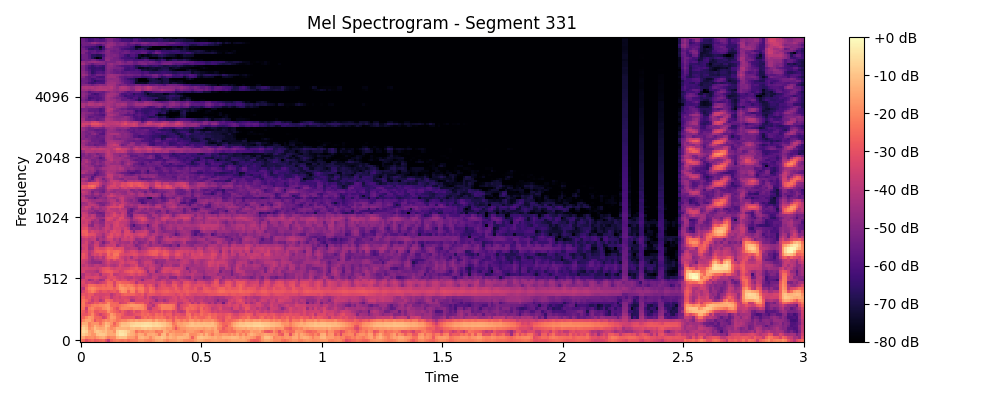 Mel Spectrogram - Segment 331
Frequency
4096
2048
1024
512
0
0
0.5
1
1.5
2
2.5
3
Time
+0 dB
-10 dB
-20 dB
-30 dB
-40 dB
-50 dB
-60 dB
-70 dB
-80 dB